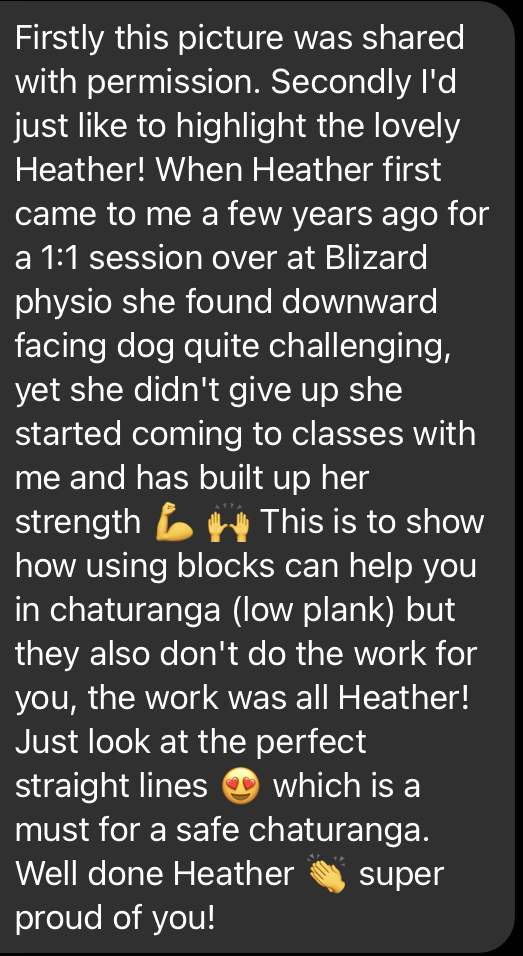 Firstly this picture was shared
with permission. Secondly I'd
just like to highlight the lovely
Heather! When Heather first
came to me a few years ago for
a 1:1 session over at Blizard
physio she found downward
facing dog quite challenging,
yet she didn't give up she
started coming to classes with
me and has built up her
strength 💪 🙌 This is to show
how using blocks can help you
in chaturanga (low plank) but
they also don't do the work for
you, the work was all Heather!
Just look at the perfect
straight lines 😍 which is a
must for a safe chaturanga.
Well done Heather 👏 super
proud of you!